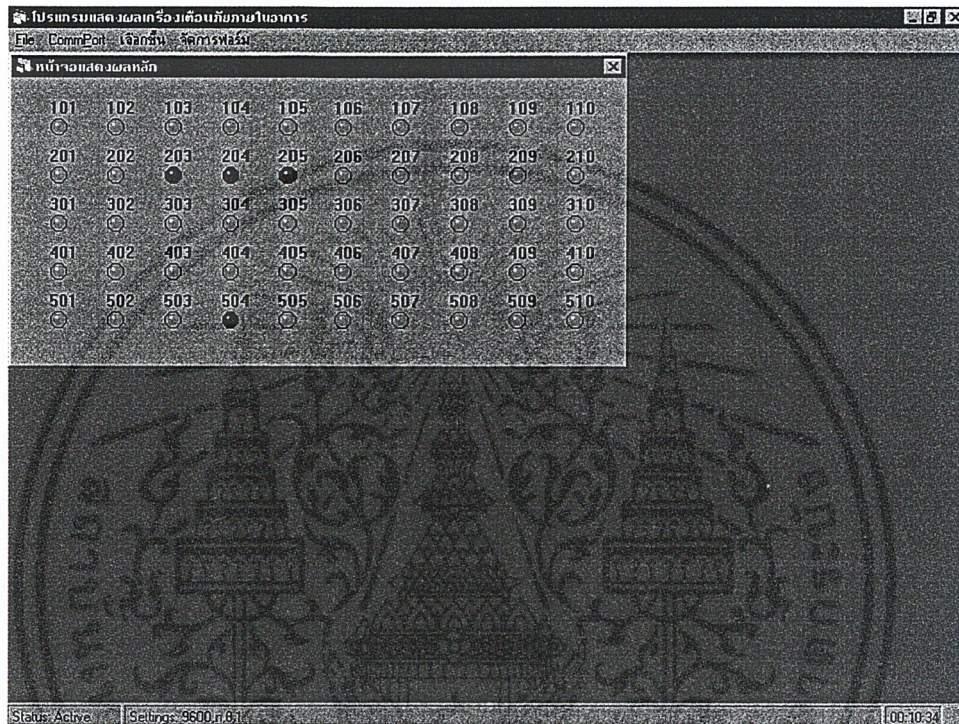 โปรแกรมแสดงผลเครื่องเตือนภัยภายในอาการ
File CommPort เลือกชั้น จัดการฟอร์ม
หน้าจอแสดงผลหลัก
101 102 103 104 105 106 107 108 109 110
201 202 203 204 205 206 207 208 209 210
301 302 303 304 305 306 307 308 309 310
401 402 403 404 405 406 407 408 409 410
501 502 503 504 505 506 507 508 509 510
Status: Active Settings: 9600,n,8,1 00:10:34